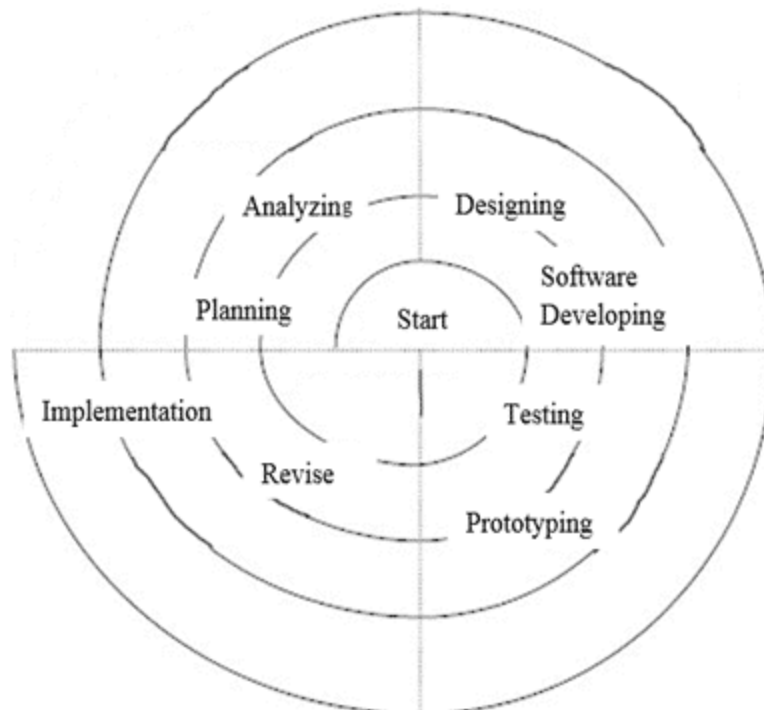 Analyzing
Designing
Software
Developing
Planning
Start
Implementation
Testing
Revise
Prototyping